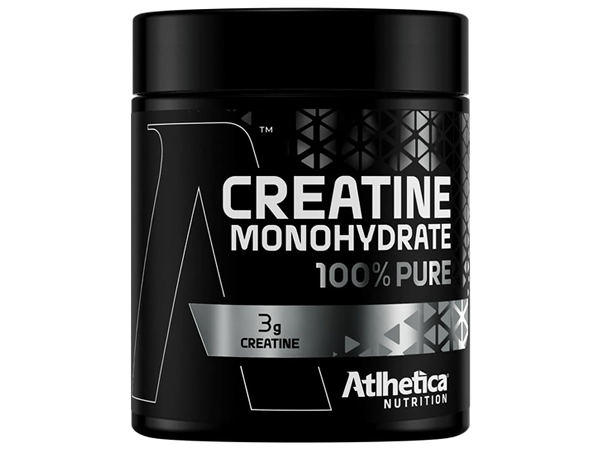 ™
CREATINE
MONOHYDRATE
100% PURE
3g
CREATINE
Atlhetica®
NUTRITION